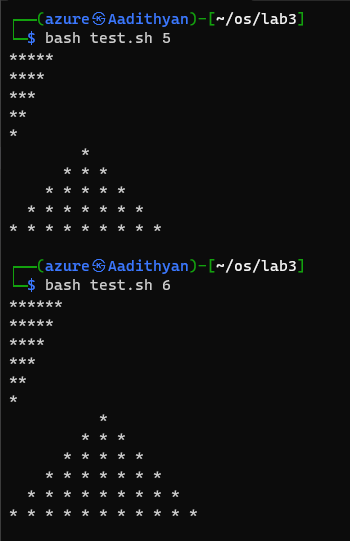 ┌──(azure㉿Aadithyan)-[~/os/lab3]
└─$ bash test.sh 5
*****
****
***
**
*
        *
      * * *
    * * * * *
  * * * * * * *
* * * * * * * * *

┌──(azure㉿Aadithyan)-[~/os/lab3]
└─$ bash test.sh 6
******
*****
****
***
**
*
          *
        * * *
      * * * * *
    * * * * * * *
  * * * * * * * * *
* * * * * * * * * * *